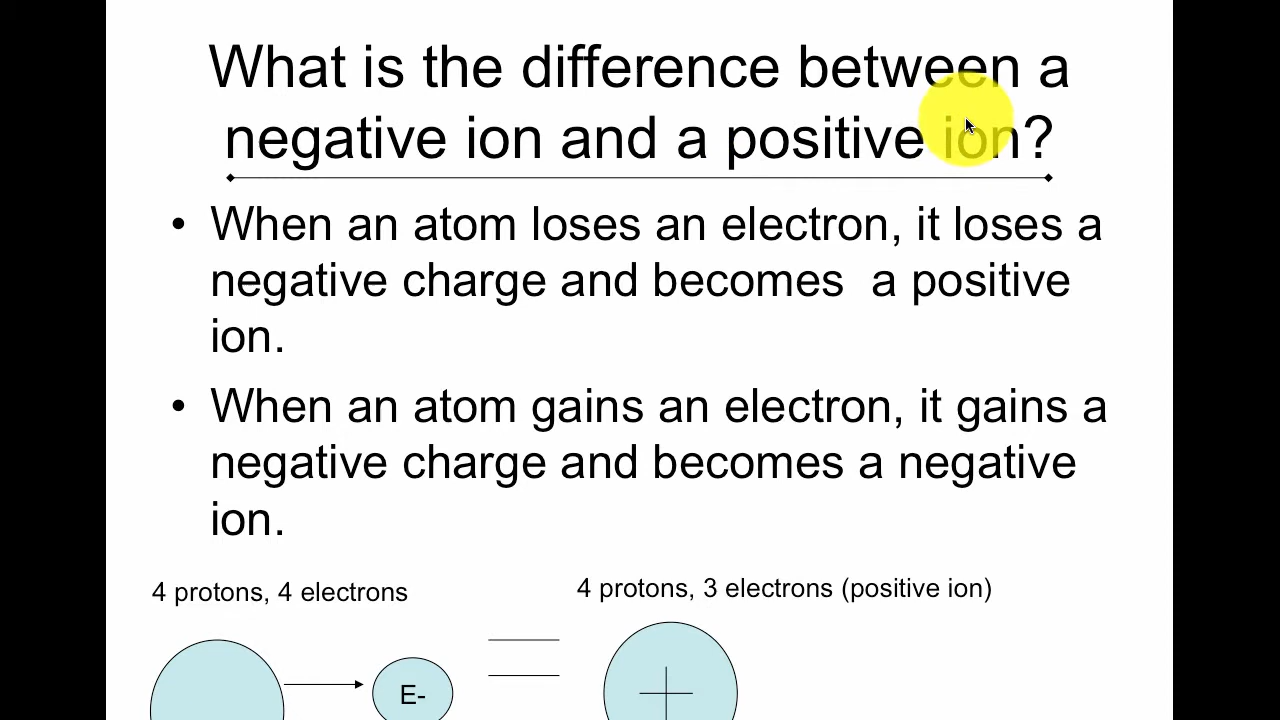 What is the difference between a
negative ion and a positive ion?
• When an atom loses an electron, it loses a
negative charge and becomes  a positive
ion.
• When an atom gains an electron, it gains a
negative charge and becomes a negative
ion.
4 protons, 4 electrons
4 protons, 3 electrons (positive ion)
E-